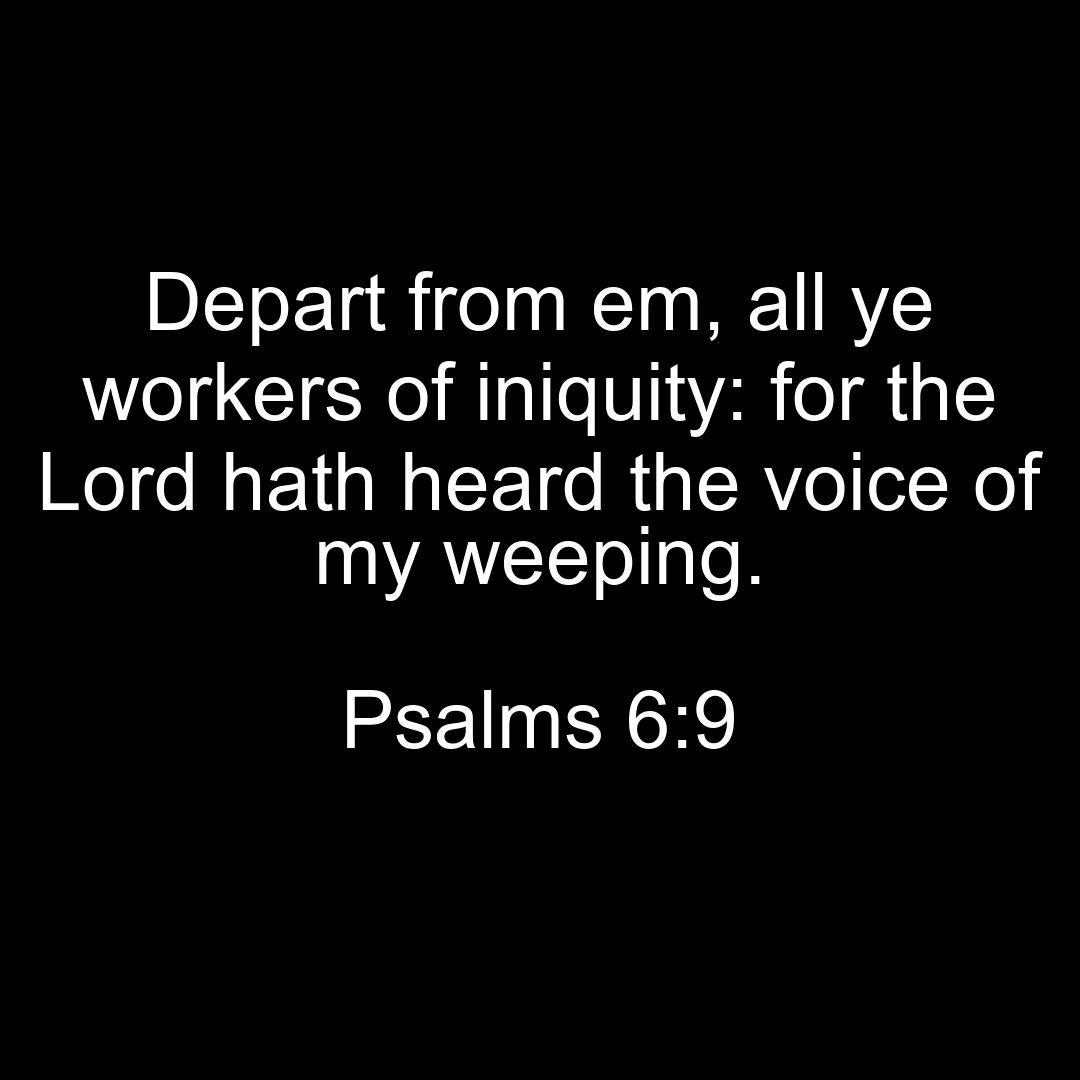 Depart from em, all ye
workers of iniquity: for the
Lord hath heard the voice of
my weeping.
Psalms 6:9